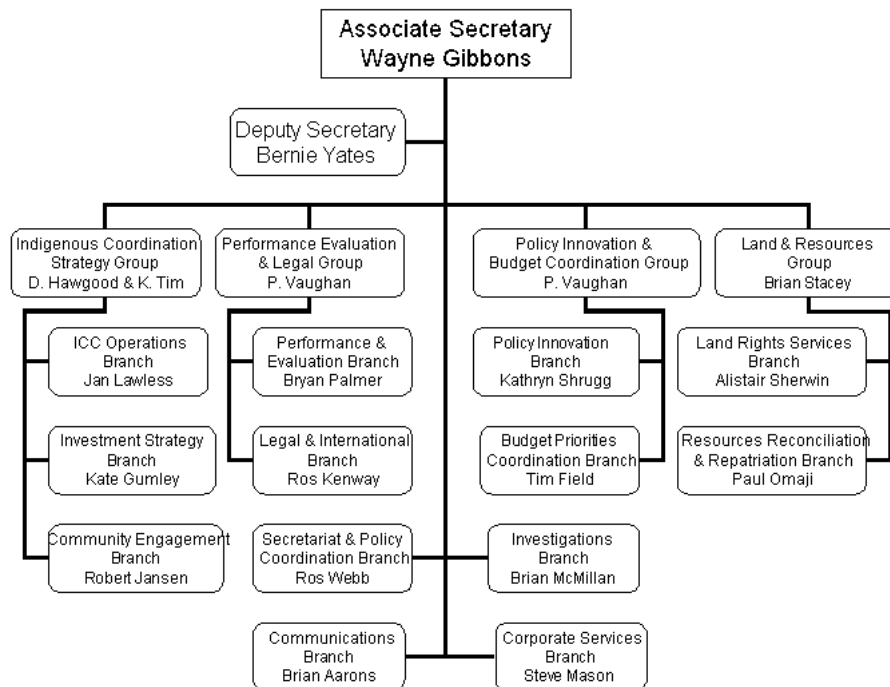 Associate Secretary
Wayne Gibbons
Deputy Secretary
Bernie Yates
Indigenous Coordination
Strategy Group
D. Hawgood & K. Tim
Performance Evaluation
& Legal Group
P. Vaughan
Policy Innovation &
Budget Coordination Group
P. Vaughan
Land & Resources
Group
Brian Stacey
ICC Operations
Branch
Jan Lawless
Performance &
Evaluation Branch
Bryan Palmer
Policy Innovation
Branch
Kathryn Shrugg
Land Rights Services
Branch
Alistair Sherwin
Investment Strategy
Branch
Kate Gumley
Legal & International
Branch
Ros Kenway
Budget Priorities
Coordination Branch
Tim Field
Resources Reconciliation
& Repatriation Branch
Paul Omaji
Community Engagement
Branch
Robert Jansen
Secretariat & Policy
Coordination Branch
Ros Webb
Investigations
Branch
Brian McMillan
Communications
Branch
Brian Aarons
Corporate Services
Branch
Steve Mason